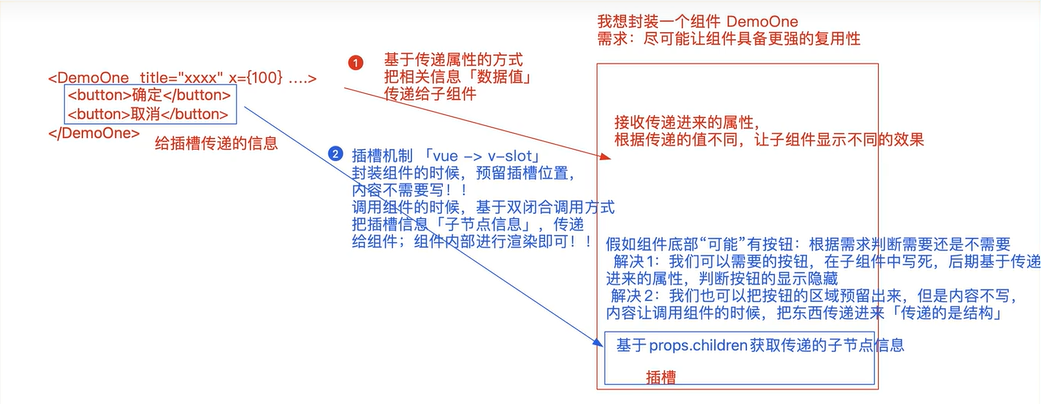 我想封装一个组件 DemoOne
需求：尽可能让组件具备更强的复用性
<DemoOne title="xxxx" x={100} ....>
<button>确定</button>
<button>取消</button>
</DemoOne>
给插槽传递的信息
1
基于传递属性的方式
把相关信息「数据值」
传递给子组件
接收传递进来的属性，
根据传递的值不同，让子组件显示不同的效果
2
插槽机制 「vue -> v-slot」
封装组件的时候，预留插槽位置，
内容不需要写！！
调用组件的时候，基于双闭合调用方式
把插槽信息「子节点信息」，传递
给组件；组件内部进行渲染即可！！
假如组件底部“可能”有按钮：根据需求判断需要还是不需要
解决1：我们可以需要的按钮，在子组件中写死，后期基于传递
进来的属性，判断按钮的显示隐藏
解决2：我们也可以把按钮的区域预留出来，但是内容不写，
内容让调用组件的时候，把东西传递进来「传递的是结构」
基于props.children获取传递的子节点信息
插槽